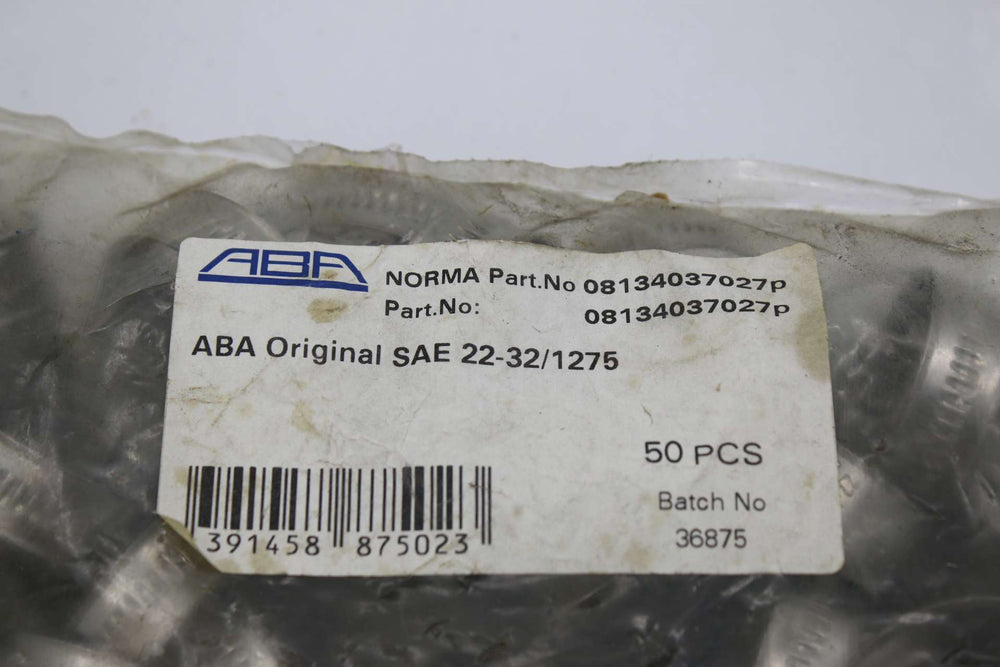 ABA
NORMA Part.No 08134037027p
Part.No: 08134037027p
ABA Original SAE 22-32/1275
50 PCS
Batch No
36875
391458 875023